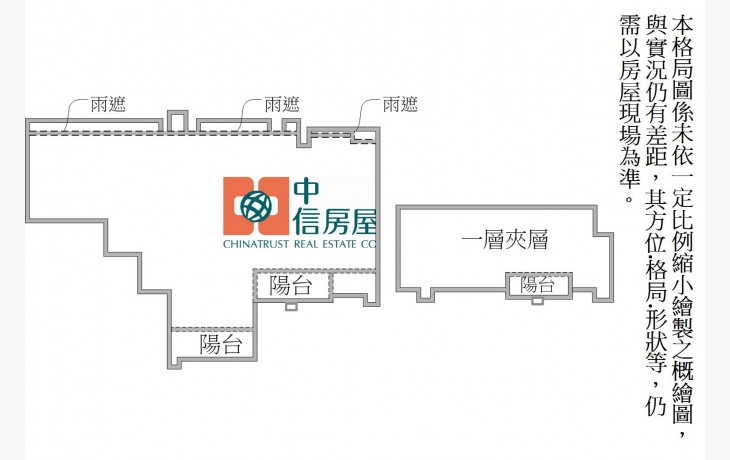 雨遮
雨遮
雨遮
中
信房屋
CHINATRUST REAL ESTATE CO
一層夾層
陽台
陽台
陽台
本格局圖係未依一定比例縮小繪製之概繪圖，
與實況仍有差距，其方位‧格局‧形狀等，仍
需以房屋現場為準。